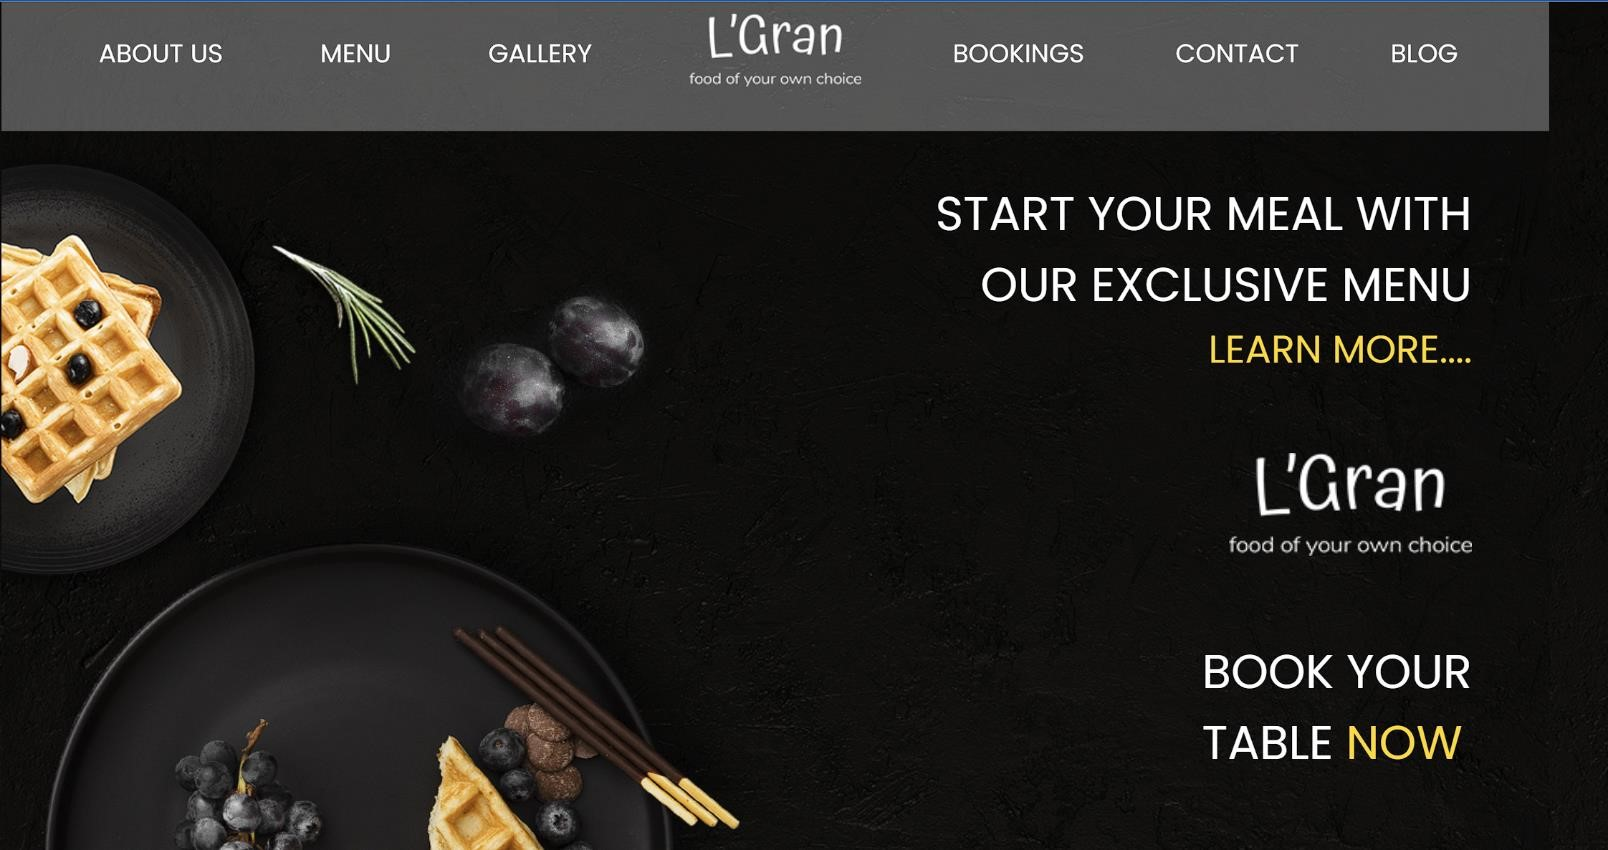 ABOUT US
MENU
GALLERY
L'Gran
food of your own choice
BOOKINGS
CONTACT
BLOG
START YOUR MEAL WITH
OUR EXCLUSIVE MENU
LEARN MORE....
L'Gran
food of your own choice
BOOK YOUR
TABLE NOW